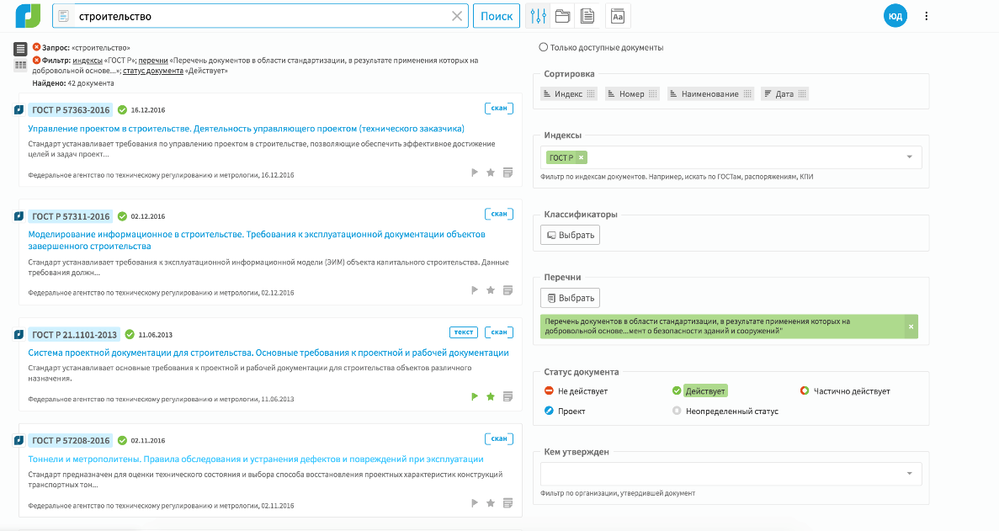 строительство
Поиск
Аа
ЮД
Запрос: «строительство»
Фильтр: индексы «ГОСТ Р»; перечни «Перечень документов в области стандартизации, в результате применения которых на
добровольной основе...»; статус документа «Действует»
Найдено: 42 документа
ГОСТ Р 57363-2016
16.12.2016
скан
Управление проектом в строительстве. Деятельность управляющего проектом (технического заказчика)
Стандарт устанавливает требования по управлению проектом в строительстве, позволяющие обеспечить эффективное достижение
целей и задач проект...
Федеральное агентство по техническому регулированию и метрологии, 16.12.2016
ГОСТ Р 57311-2016
02.12.2016
скан
Моделирование информационное в строительстве. Требования к эксплуатационной документации объектов
завершенного строительства
Стандарт устанавливает требования к эксплуатационной информационной модели (ЭИМ) объекта капитального строительства. Данные
требования должн...
Федеральное агентство по техническому регулированию и метрологии, 02.12.2016
ГОСТ Р 21.1101-2013
11.06.2013
текст
скан
Система проектной документации для строительства. Основные требования к проектной и рабочей документации
Стандарт устанавливает основные требования к проектной и рабочей документации для строительства объектов различного
назначения.
Федеральное агентство по техническому регулированию и метрологии, 11.06.2013
ГОСТ Р 57208-2016
02.11.2016
скан
Тоннели и метрополитены. Правила обследования и устранения дефектов и повреждений при эксплуатации
Стандарт предназначен для оценки технического состояния и выбора способа восстановления проектных характеристик конструкций
транспортных тон...
Федеральное агентство по техническому регулированию и метрологии, 02.11.2016
Только доступные документы
Сортировка
Индекс
Номер
Наименование
Дата
Индексы
ГОСТ Р ×
Фильтр по индексам документов. Например, искать по ГОСТам, распоряжениям, КПИ
Классификаторы
Выбрать
Перечни
Выбрать
Перечень документов в области стандартизации, в результате применения которых на
добровольной основе...мент о безопасности зданий и сооружений"
×
Статус документа
Не действует
Действует
Частично действует
Проект
Неопределенный статус
Кем утвержден
Фильтр по организации, утвердившей документ